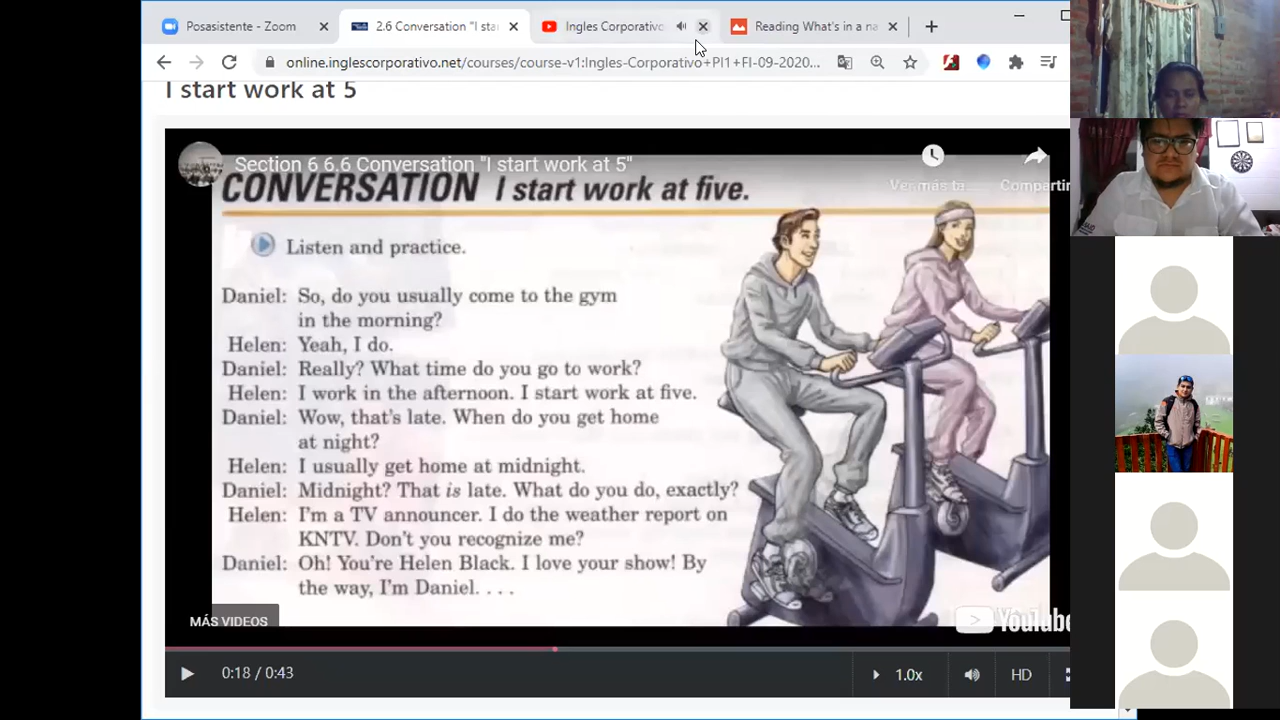 Posasistente - Zoom
2.6 Conversation "I sta
Ingles Corporativo
Reading What's in a na
online.inglescorporativo.net/courses/course-v1:Ingles-Corporativo+PI1+FI-09-2020...
I start work at 5
Section 6 6.6 Conversation "I start work at 5"
Ver más ta...
Compartir
CONVERSATION I start work at five.
Listen and practice.
Daniel: So, do you usually come to the gym
in the morning?
Helen: Yeah, I do.
Daniel: Really? What time do you go to work?
Helen: I work in the afternoon. I start work at five.
Daniel: Wow, that's late. When do you get home
at night?
Helen: I usually get home at midnight.
Daniel: Midnight? That is late. What do you do, exactly?
Helen: I'm a TV announcer. I do the weather report on
KNTV. Don't you recognize me?
Daniel: Oh! You're Helen Black. I love your show! By
the way, I'm Daniel. . . .
MÁS VIDEOS
YouTube
0:18 / 0:43
1.0x
HD